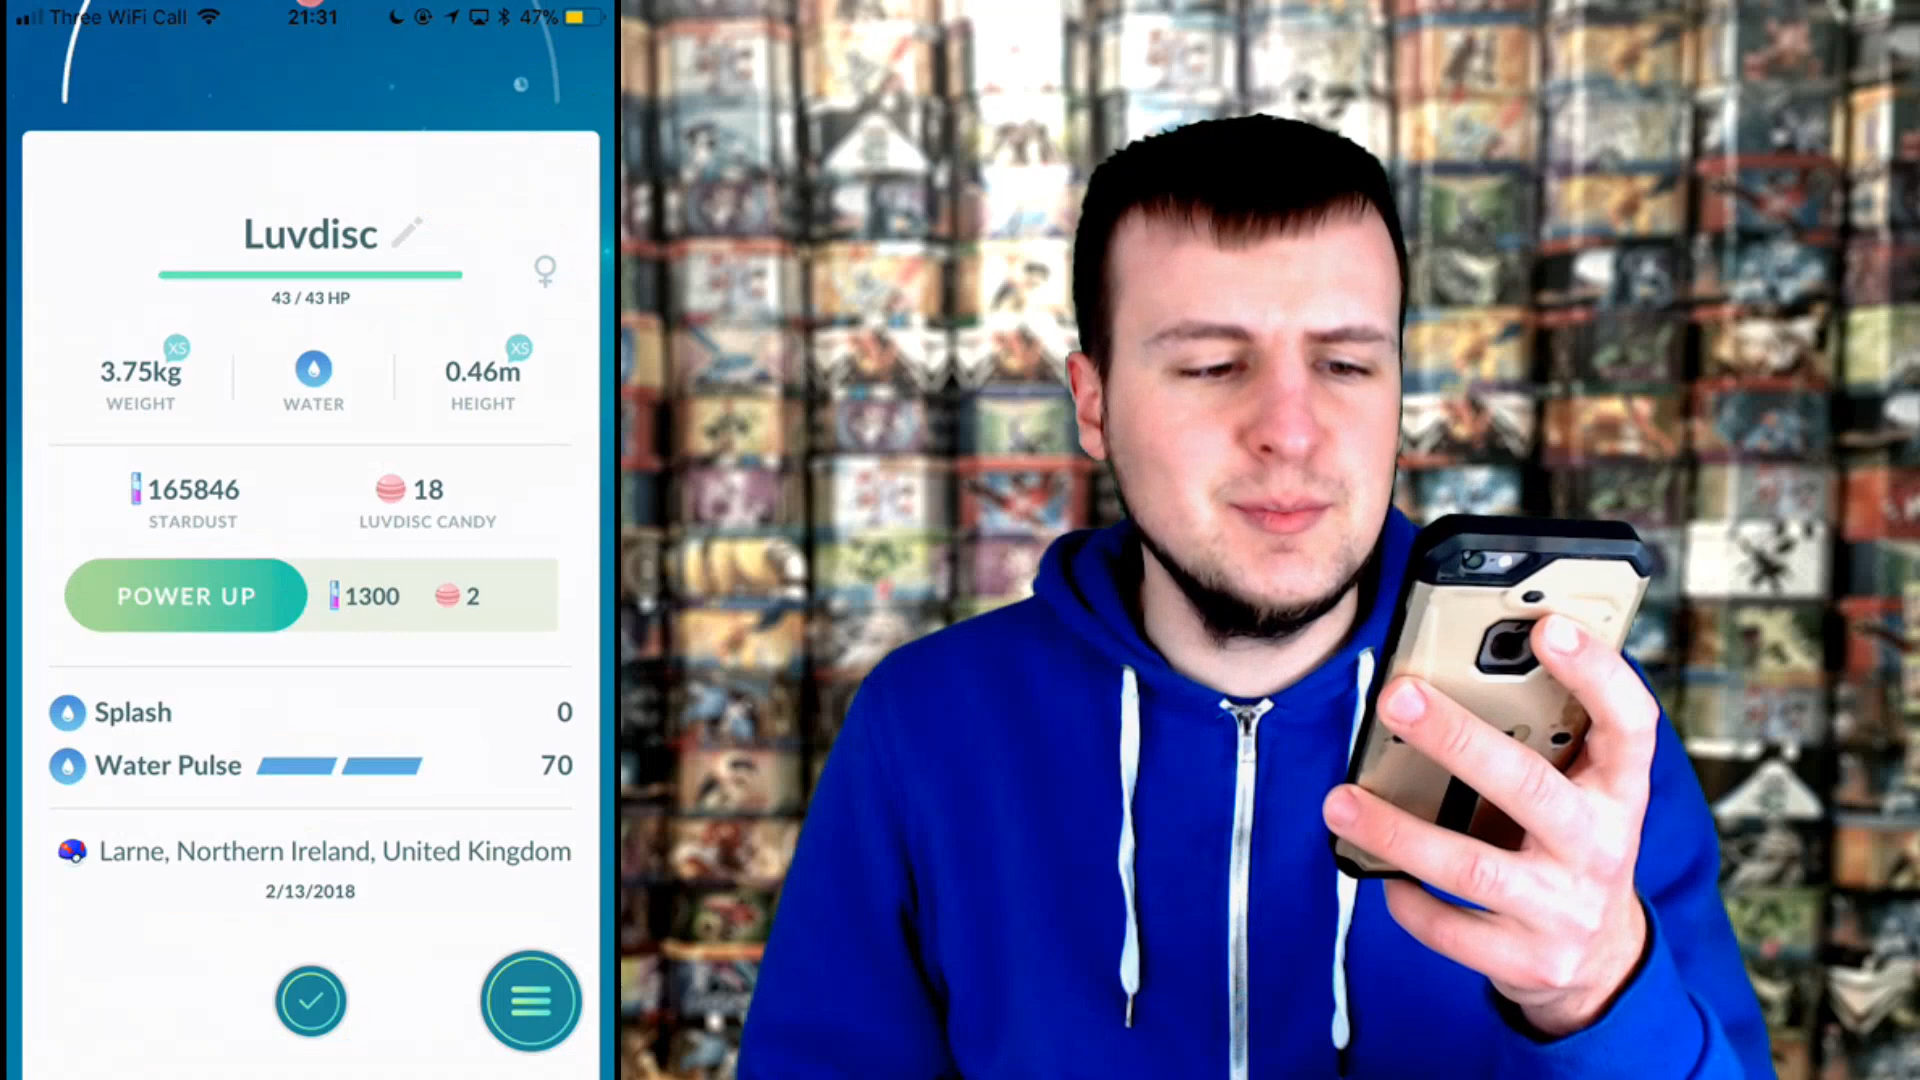 Three WiFi Call 21:31 47%
Luvdisc
43 / 43 HP
XS XS
3.75kg 0.46m
WEIGHT WATER HEIGHT
165846 18
STARDUST LUVDISC CANDY
POWER UP 1300 2
Splash 0
Water Pulse 70
Larne, Northern Ireland, United Kingdom
2/13/2018